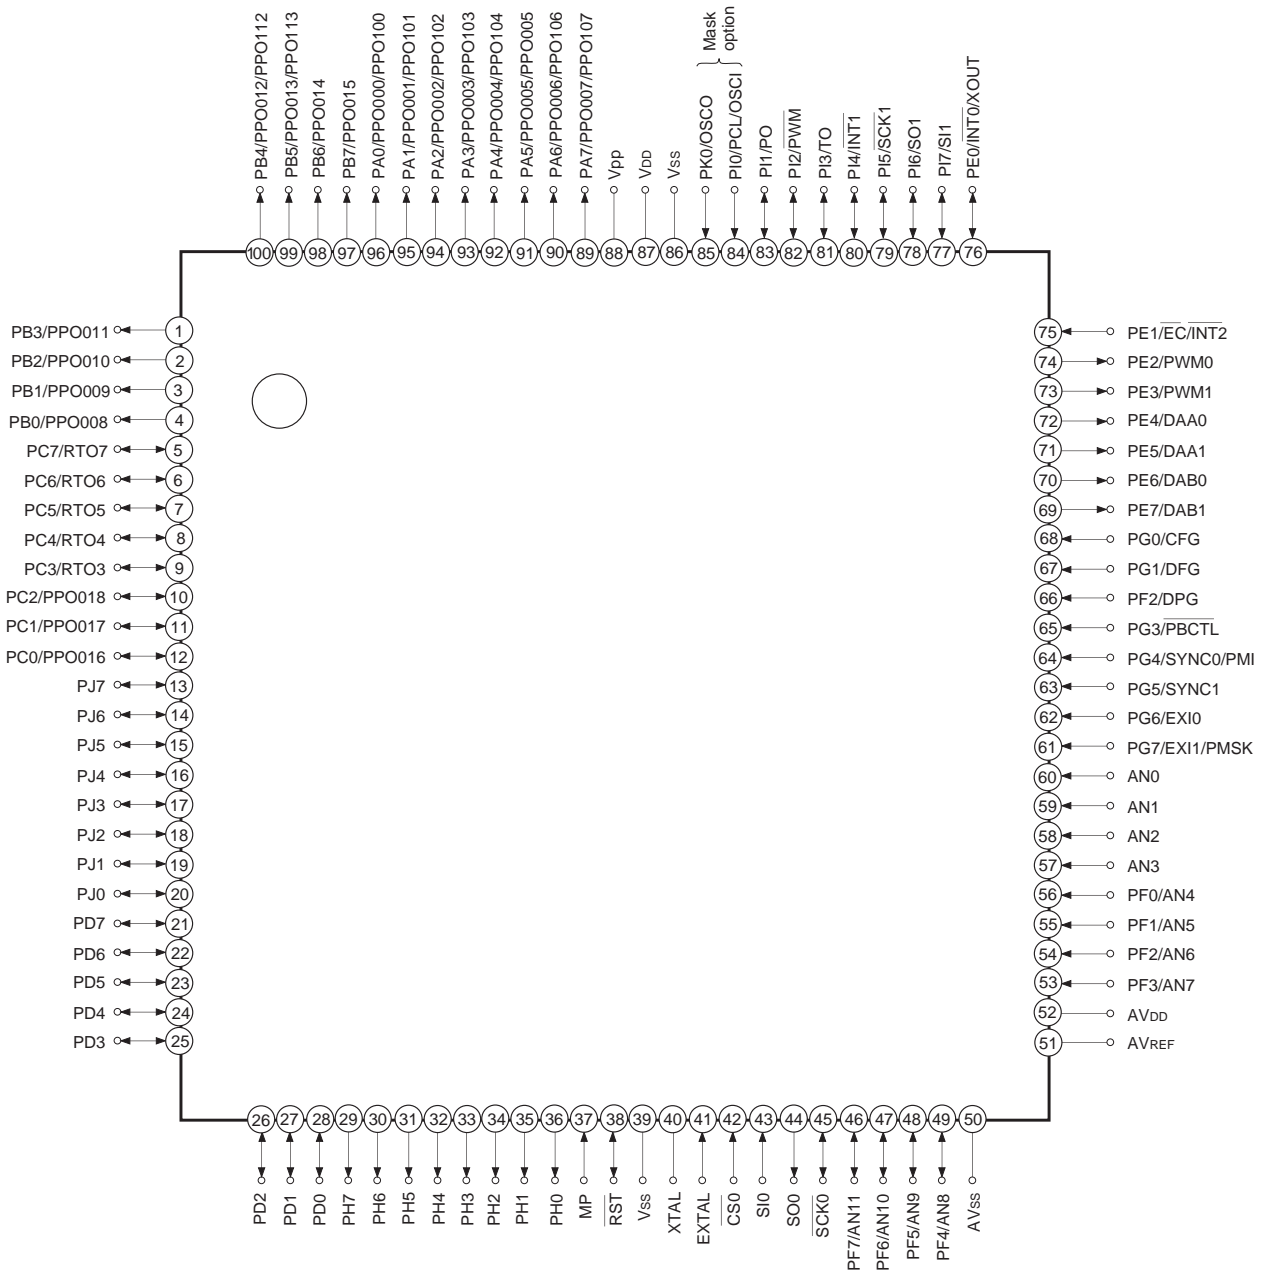 Mask
option
PB4/PPO012/PPO112
PB5/PPO013/PPO113
PB6/PPO014
PB7/PPO015
PA0/PPO000/PPO100
PA1/PPO001/PPO101
PA2/PPO002/PPO102
PA3/PPO003/PPO103
PA4/PPO004/PPO104
PA5/PPO005/PPO005
PA6/PPO006/PPO106
PA7/PPO007/PPO107
Vpp
VDD
Vss
PK0/OSCO
PI0/PCL/OSCI
PI1/PO
PI2/PWM
PI3/TO
PI4/INT1
PI5/SCK1
PI6/SO1
PI7/SI1
PE0/INT0/XOUT
100 99 98 97 96 95 94 93 92 91 90 89 88 87 86 85 84 83 82 81 80 79 78 77 76
PB3/PPO011 1
PB2/PPO010 2
PB1/PPO009 3
PB0/PPO008 4
PC7/RTO7 5
PC6/RTO6 6
PC5/RTO5 7
PC4/RTO4 8
PC3/RTO3 9
PC2/PPO018 10
PC1/PPO017 11
PC0/PPO016 12
PJ7 13
PJ6 14
PJ5 15
PJ4 16
PJ3 17
PJ2 18
PJ1 19
PJ0 20
PD7 21
PD6 22
PD5 23
PD4 24
PD3 25
75 PE1/EC/INT2
74 PE2/PWM0
73 PE3/PWM1
72 PE4/DAA0
71 PE5/DAA1
70 PE6/DAB0
69 PE7/DAB1
68 PG0/CFG
67 PG1/DFG
66 PF2/DPG
65 PG3/PBCTL
64 PG4/SYNC0/PMI
63 PG5/SYNC1
62 PG6/EXI0
61 PG7/EXI1/PMSK
60 AN0
59 AN1
58 AN2
57 AN3
56 PF0/AN4
55 PF1/AN5
54 PF2/AN6
53 PF3/AN7
52 AVDD
51 AVREF
26 27 28 29 30 31 32 33 34 35 36 37 38 39 40 41 42 43 44 45 46 47 48 49 50
PD2
PD1
PD0
PH7
PH6
PH5
PH4
PH3
PH2
PH1
PH0
MP
RST
Vss
XTAL
EXTAL
CS0
SI0
SO0
SCK0
PF7/AN11
PF6/AN10
PF5/AN9
PF4/AN8
AVss